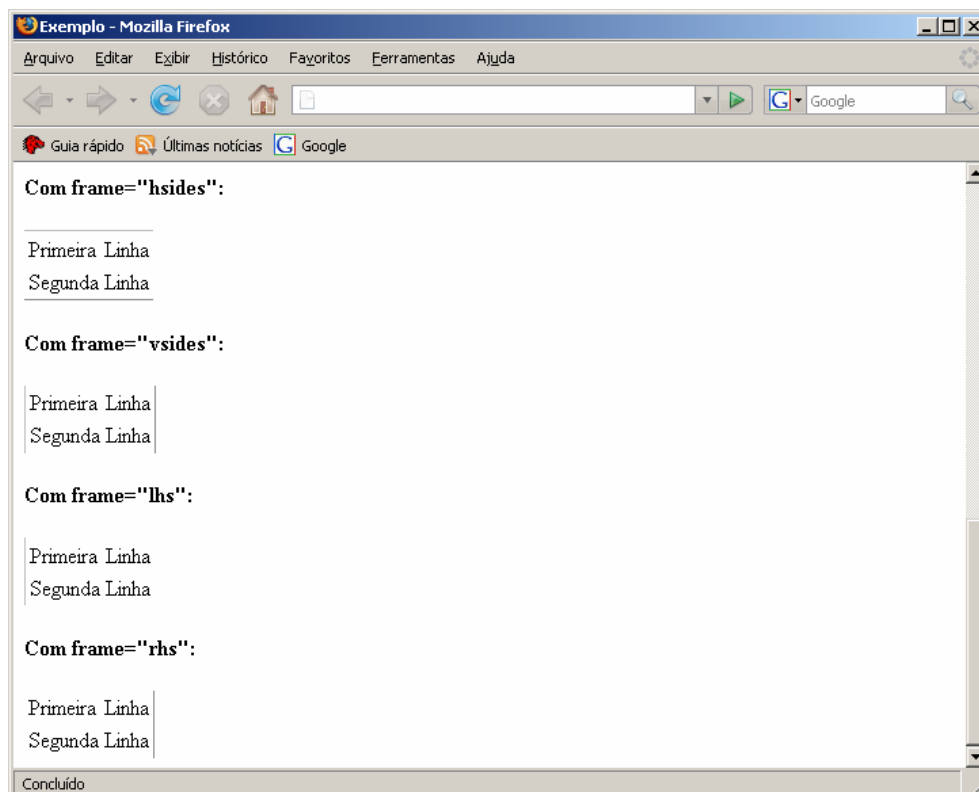 Exemplo - Mozilla Firefox
Arquivo Editar Exibir Histórico Favoritos Ferramentas Ajuda
G Google
Guia rápido Últimas notícias G Google
Com frame="hsides":
Primeira Linha
Segunda Linha
Com frame="vsides":
Primeira Linha
Segunda Linha
Com frame="lhs":
Primeira Linha
Segunda Linha
Com frame="rhs":
Primeira Linha
Segunda Linha
Concluído